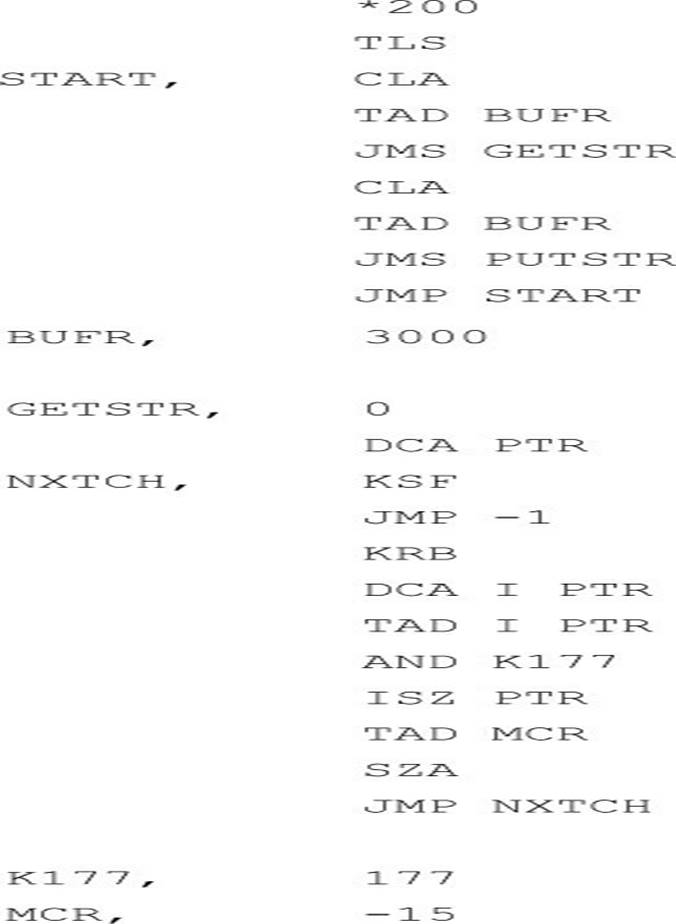 *200
TLS
START, CLA
TAD BUFR
JMS GETSTR
CLA
TAD BUFR
JMS PUTSTR
JMP START
BUFR, 3000
GETSTR, 0
DCA PTR
NXTCH, KSF
JMP -1
KRB
DCA I PTR
TAD I PTR
AND K177
ISZ PTR
TAD MCR
SZA
JMP NXTCH
K177, 177
MCR, -15